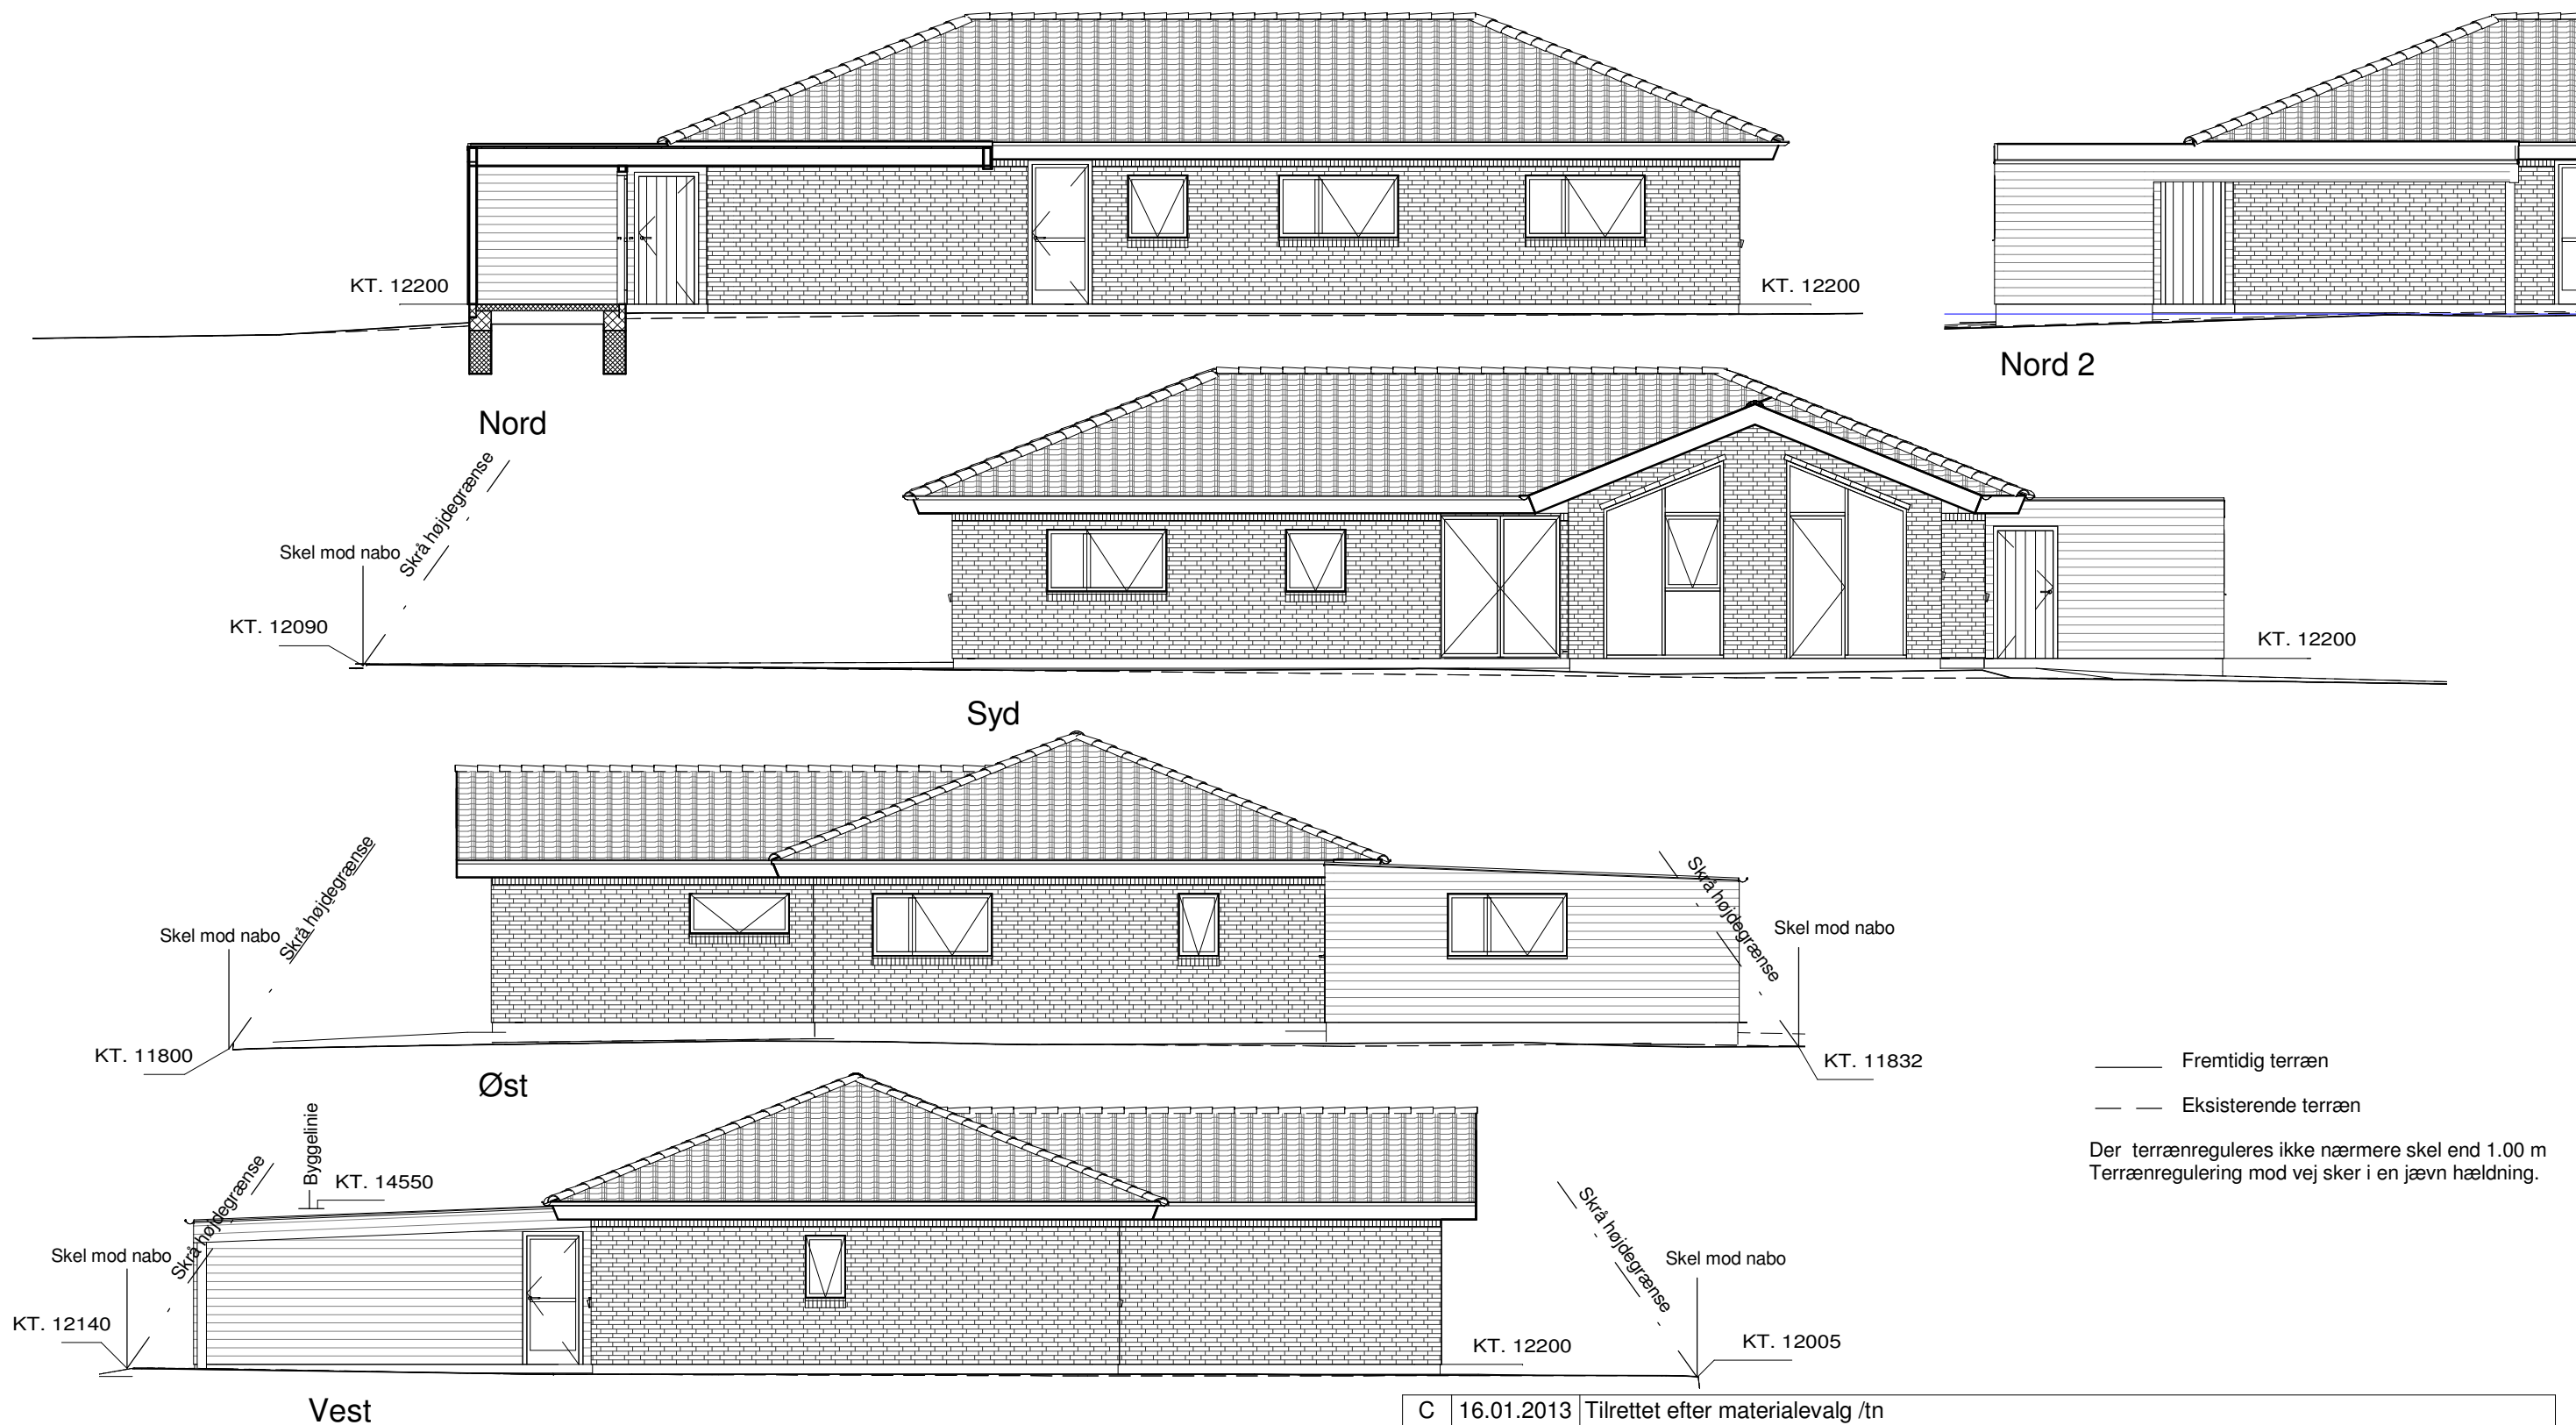 KT. 12200
KT. 12200
Nord
Nord 2
Skrå højdegrænse
Skel mod nabo
KT. 12090
KT. 12200
Syd
Skrå højdegrænse
Skel mod nabo
KT. 11800
Skrå højdegrænse
Skel mod nabo
KT. 11832
Øst
Fremtidig terræn
Eksisterende terræn
Der terrænreguleres ikke nærmere skel end 1.00 m
Terrænregulering mod vej sker i en jævn hældning.
Byggelinie
KT. 14550
Skrå højdegrænse
Skel mod nabo
KT. 12140
Skrå højdegrænse
Skel mod nabo
KT. 12200
KT. 12005
Vest
C 16.01.2013 Tilrettet efter materialevalg /tn